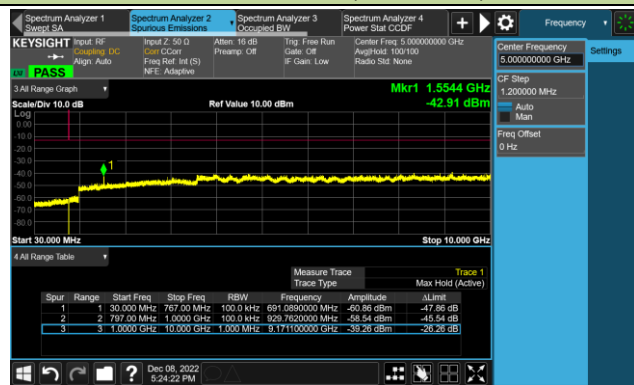 Spectrum Analyzer 1
Swept SA
Spectrum Analyzer 2
Spurious Emissions
Spectrum Analyzer 3
Occupied BW
Spectrum Analyzer 4
Power Stat CCDF
Frequency
KEYSIGHT
Input: RF
Coupling: DC
Align: Auto
Input Z: 50 Ω
Corr CCorr
Freq Ref: Int (S)
NFE: Adaptive
Atten: 16 dB
Preamp: Off
Trig: Free Run
Gate: Off
IF Gain: Low
Center Freq: 5.000000000 GHz
Avg|Hold: 100/100
Radio Std: None
LXI PASS
Center Frequency
5.000000000 GHz
Settings
CF Step
1.200000 MHz
Auto
Man
Freq Offset
0 Hz
3 All Range Graph
Mkr1 1.5544 GHz
-42.91 dBm
Scale/Div 10.0 dB
Ref Value 10.00 dBm
Log
0.00
-10.0
-20.0
-30.0
-40.0
-50.0
-60.0
-70.0
-80.0
1
Start 30.000 MHz
Stop 10.000 GHz
4 All Range Table
Measure Trace Trace 1
Trace Type Max Hold (Active)
Spur Range Start Freq Stop Freq RBW Frequency Amplitude ΔLimit
1 1 30.000 MHz 767.00 MHz 100.0 kHz 691.0890000 MHz -60.86 dBm -47.86 dB
2 2 797.00 MHz 1.0000 GHz 100.0 kHz 929.7620000 MHz -58.54 dBm -45.54 dB
3 3 1.0000 GHz 10.000 GHz 1.000 MHz 9.171100000 GHz -39.26 dBm -26.26 dB
Dec 08, 2022
5:24:22 PM